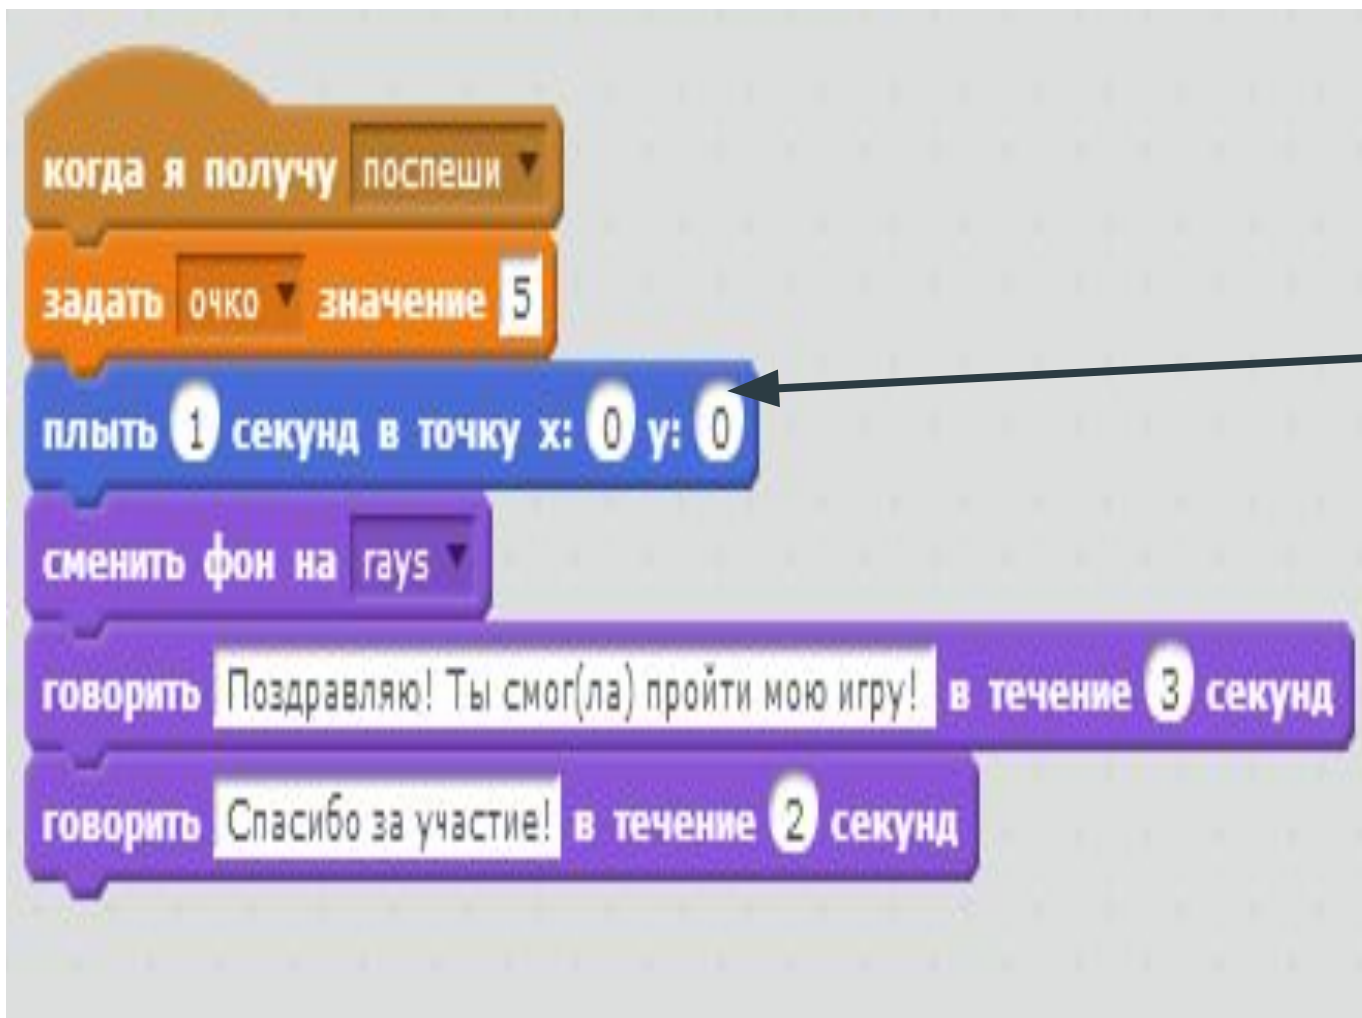 когда я получу поспеши
задать очко значение 5
плыть 1 секунд в точку x: 0 y: 0
сменить фон на rays
говорить Поздравляю! Ты смог(ла) пройти мою игру! в течение 3 секунд
говорить Спасибо за участие! в течение 2 секунд